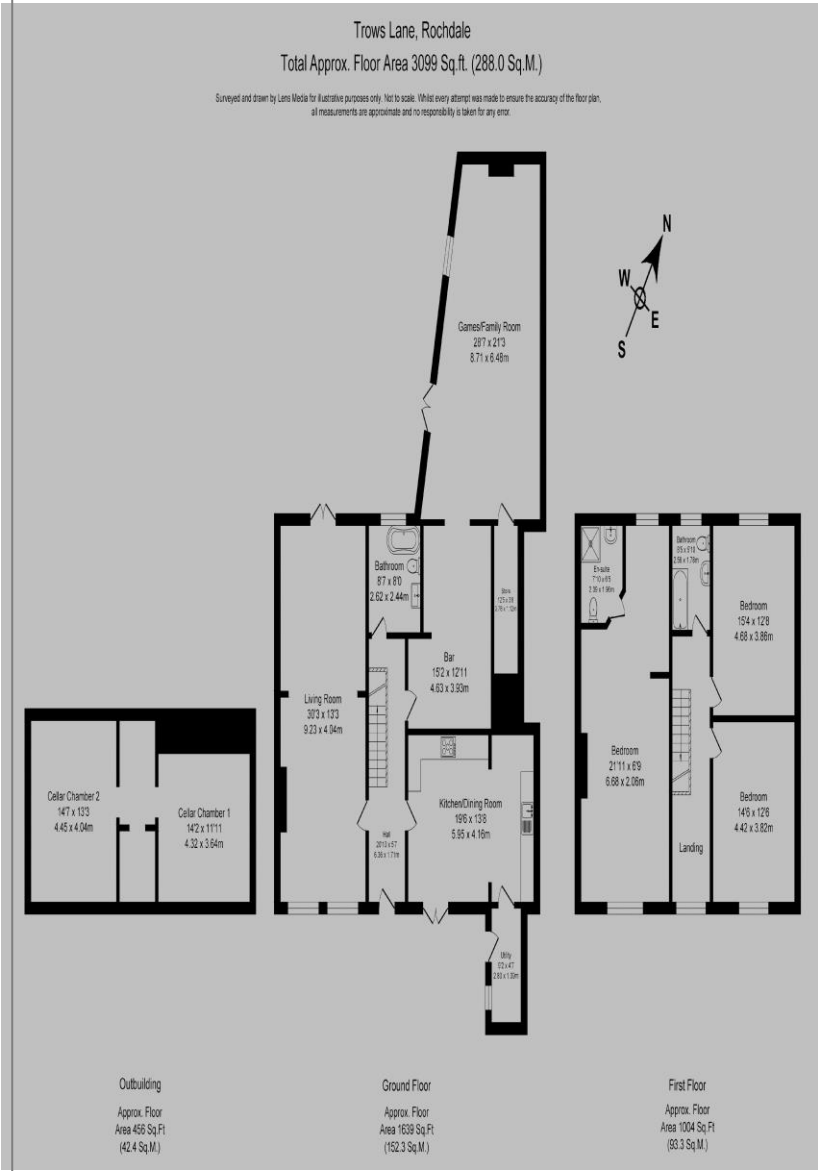 Trows Lane, Rochdale
Total Approx. Floor Area 3099 Sq.ft. (288.0 Sq.M.)
Surveyed and drawn by Lens Media for illustrative purposes only. Not to scale. Whilst every attempt was made to ensure the accuracy of the floor plan,
all measurements are approximate and no responsibility is taken for any error.
N
W
E
S
Games/Family Room
28'7 x 21'3
8.71 x 6.48m
Bathroom
8'7 x 8'0
2.62 x 2.44m
Store
Bar
15'2 x 12'11
4.63 x 3.93m
Living Room
30'3 x 13'3
9.23 x 4.04m
Kitchen/Dining Room
19'6 x 13'8
5.95 x 4.16m
Hall
Utility
Cellar Chamber 2
14'7 x 13'3
4.45 x 4.04m
Cellar Chamber 1
14'2 x 11'11
4.32 x 3.64m
En-suite
Bathroom
Bedroom
15'4 x 12'8
4.68 x 3.86m
Bedroom
21'11 x 6'9
6.68 x 2.06m
Bedroom
14'6 x 12'6
4.42 x 3.82m
Landing
Outbuilding
Approx. Floor
Area 456 Sq.Ft
(42.4 Sq.M.)
Ground Floor
Approx. Floor
Area 1639 Sq.Ft
(152.3 Sq.M.)
First Floor
Approx. Floor
Area 1004 Sq.Ft
(93.3 Sq.M.)